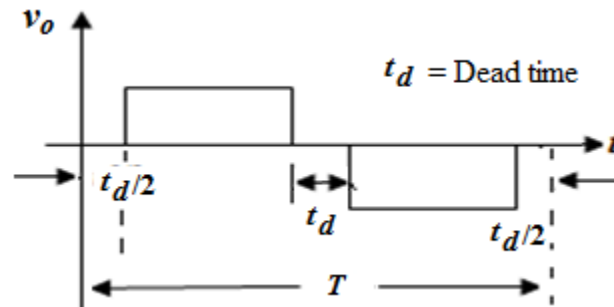 v_o
t_d = Dead time
t
t_d/2
t_d
t_d/2
T